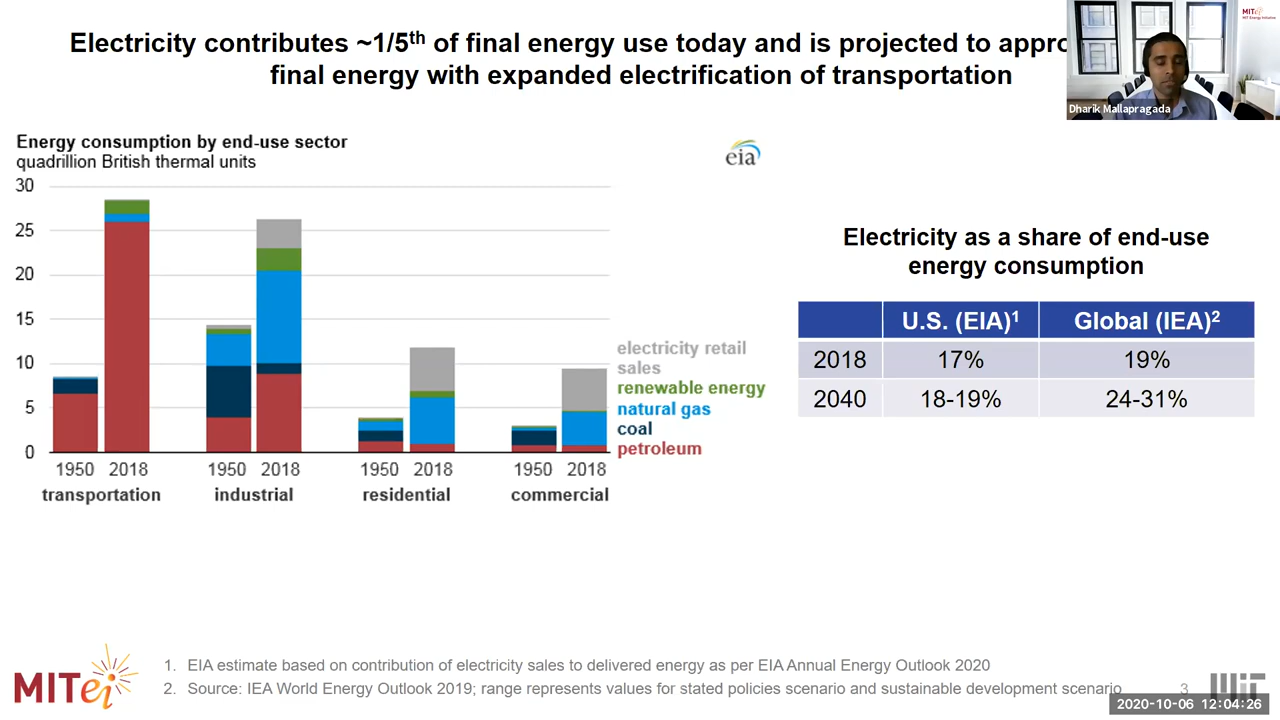 Electricity contributes ~1/5th of final energy use today and is projected to
final energy with expanded electrification of transportation
MITei
MIT Energy Initiative
Dharik Mallapragada
Energy consumption by end-use sector
quadrillion British thermal units
eia
30
25
20
15
10
5
0
1950 2018 1950 2018 1950 2018 1950 2018
transportation industrial residential commercial
electricity retail
sales
renewable energy
natural gas
coal
petroleum
Electricity as a share of end-use
energy consumption
U.S. (EIA)1 Global (IEA)2
2018 17% 19%
2040 18-19% 24-31%
MITei
1. EIA estimate based on contribution of electricity sales to delivered energy as per EIA Annual Energy Outlook 2020
2. Source: IEA World Energy Outlook 2019; range represents values for stated policies scenario and sustainable development scenario
3
MIT
2020-10-06 12:04:26